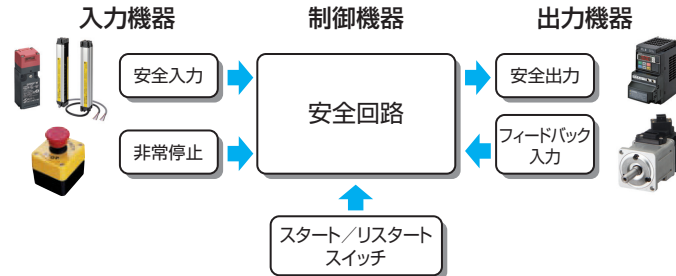 入力機器
制御機器
出力機器
安全入力
安全回路
安全出力
非常停止
フィードバック
入力
スタート／リスタート
スイッチ